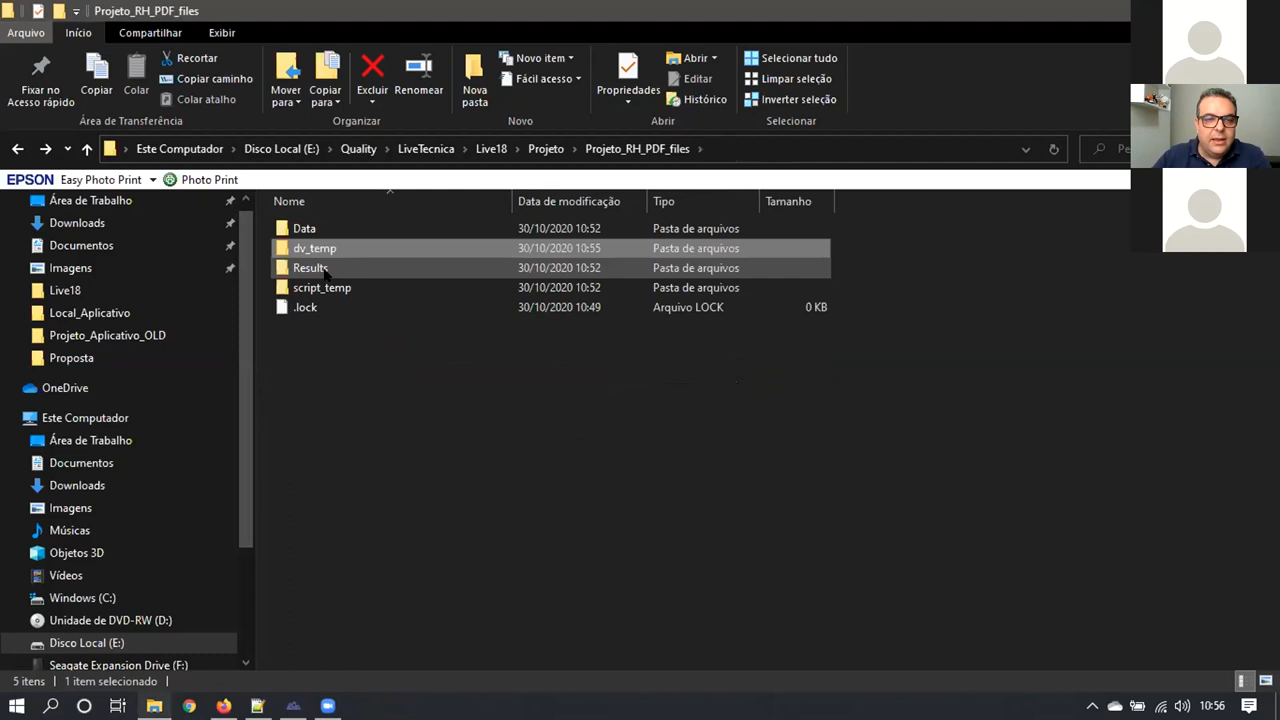 Projeto_RH_PDF_files
Arquivo Início Compartilhar Exibir
Fixar no Acesso rápido
Copiar
Colar
Recortar
Copiar caminho
Colar atalho
Área de Transferência
Mover para
Copiar para
Excluir
Renomear
Organizar
Nova pasta
Novo item
Fácil acesso
Novo
Propriedades
Abrir
Editar
Histórico
Abrir
Selecionar tudo
Limpar seleção
Inverter seleção
Selecionar
Este Computador > Disco Local (E:) > Quality > LiveTecnica > Live18 > Projeto > Projeto_RH_PDF_files >
Pe
EPSON Easy Photo Print Photo Print
Nome Data de modificação Tipo Tamanho
Data 30/10/2020 10:52 Pasta de arquivos
dv_temp 30/10/2020 10:55 Pasta de arquivos
Results 30/10/2020 10:52 Pasta de arquivos
script_temp 30/10/2020 10:52 Pasta de arquivos
.lock 30/10/2020 10:49 Arquivo LOCK 0 KB
Área de Trabalho
Downloads
Documentos
Imagens
Live18
Local_Aplicativo
Projeto_Aplicativo_OLD
Proposta
OneDrive
Este Computador
Área de Trabalho
Documentos
Downloads
Imagens
Músicas
Objetos 3D
Vídeos
Windows (C:)
Unidade de DVD-RW (D:)
Disco Local (E:)
Seagate Expansion Drive (F:)
5 itens 1 item selecionado
10:56